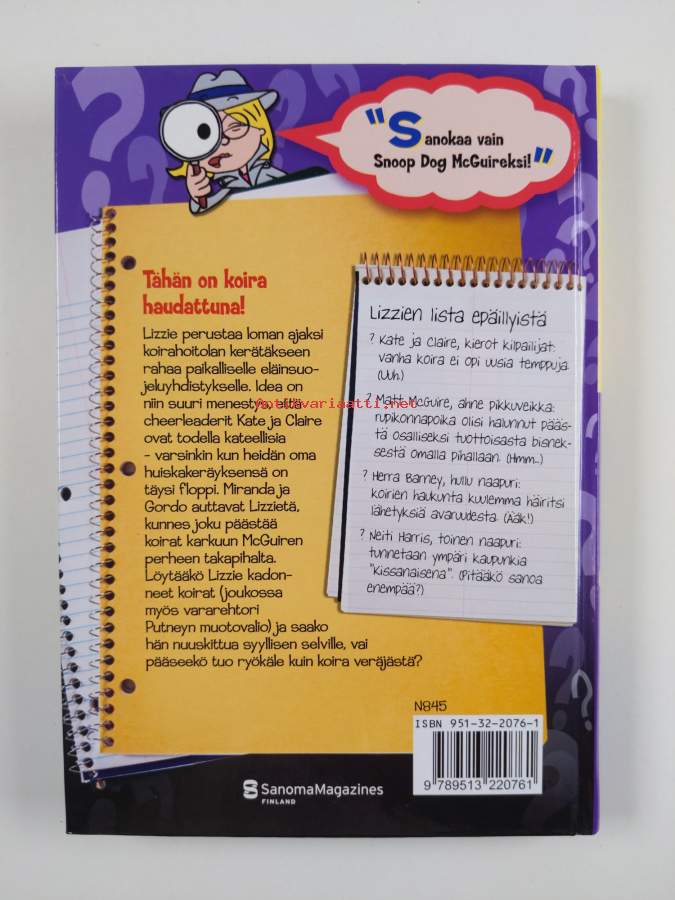 "Sanokaa vain
Snoop Dog McGuireksi!"
Tähän on koira
haudattuna!
Lizzie perustaa loman ajaksi
koirahoitolan kerätäkseen
rahaa paikalliselle eläinsuo-
jeluyhdistykselle. Idea on
niin suuri menestys, että
cheerleaderit Kate ja Claire
ovat todella kateellisia
- varsinkin kun heidän oma
huiskakeräyksensä on
täysi floppi. Miranda ja
Gordo auttavat Lizzietä,
kunnes joku päästää
koirat karkuun McGuiren
perheen takapihalta.
Löytääkö Lizzie kadon-
neet koirat (joukossa
myös vararehtori
Putneyn muotovalio) ja saako
hän nuuskittua syyllisen selville, vai
pääseekö tuo ryökäle kuin koira veräjästä?
Lizzien lista epäillyistä
? Kate ja Claire, kierot kilpailijat:
vanha koira ei opi uusia temppuja.
(Uuh.)
? Matt McGuire, ahne pikkuveikka:
rupikonnapoika olisi halunnut pääs-
tä osalliseksi tuottoisasta bisnek-
sestä omalla pihallaan. (Hmm...)
? Herra Barney, hullu naapuri:
koirien haukunta kuulemma häiritsi
lähetyksiä avaruudesta. (Ääk!)
? Neiti Harris, toinen naapuri:
tunnetaan ympäri kaupunkia
"Kissanaisena". (Pitääkö sanoa
enempää?)
antikvariaatti.net
N845
ISBN 951-32-2076-1
9 789513 220761
SanomaMagazines
FINLAND